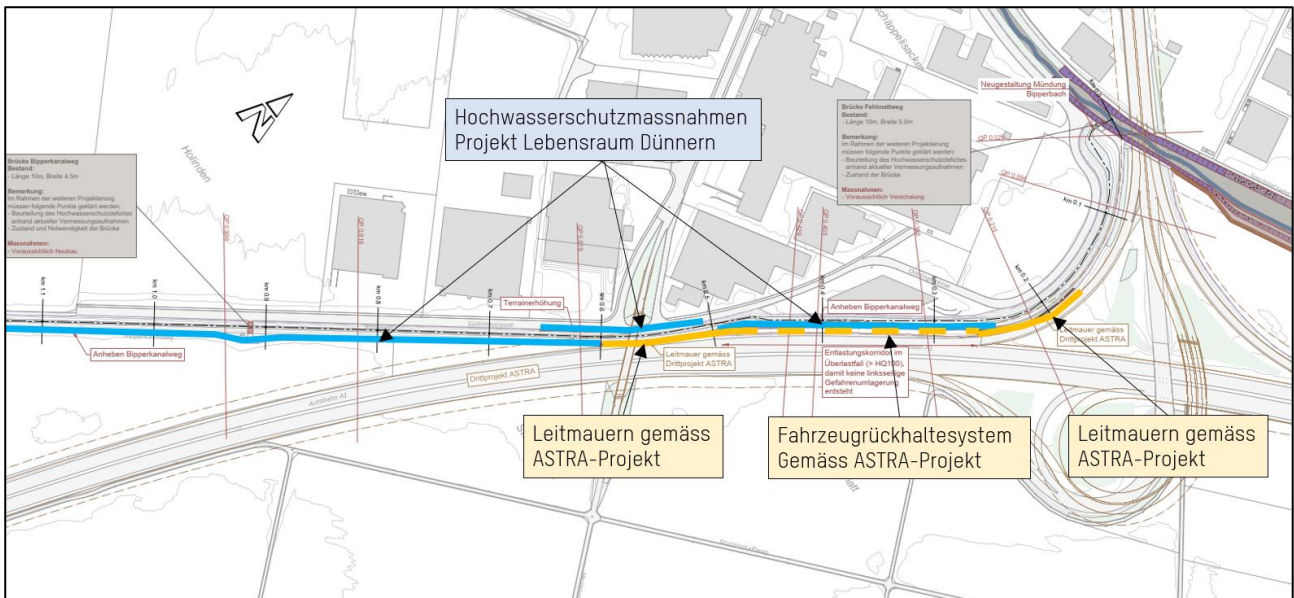 Hochwasserschutzmassnahmen
Projekt Lebensraum Dünnern
Neugestaltung Mündung
Bipperbach
Brücke Fehlmattweg
Bestand:
- Länge 10m, Breite 5.0m
Bemerkung:
Im Rahmen der weiteren Projektierung
müssen folgende Punkte geklärt werden:
- Beurteilung des Hochwasserschutzdefizites
anhand aktueller Vermessungsaufnahmen
- Zustand der Brücke
Massnahmen:
- Voraussichtlich Verschalung
Brücke Bipperkanalweg
Bestand:
- Länge 10m, Breite 4.5m
Bemerkung:
Im Rahmen der weiteren Projektierung
müssen folgende Punkte geklärt werden:
- Beurteilung des Hochwasserschutzdefizites
anhand aktueller Vermessungsaufnahmen
- Zustand und Notwendigkeit der Brücke
Massnahmen:
- Voraussichtlich Neubau
Holinden
km 0.1
km 1.1
km 1.0
km 0.9
km 0.8
km 0.7
km 0.6
km 0.5
km 0.4
km 0.3
km 0.2
Terrainerhöhung
Anheben Bipperkanalweg
Südringstrasse
Anheben Bipperkanalweg
Leitmauer gemäss
Drittprojekt ASTRA
Leitmauer gemäss
Drittprojekt ASTRA
Entlastungskorridor im
Überlastfall (> HQ100),
damit keine linksseitige
Gefahrenumlagerung
entsteht
Drittprojekt ASTRA
Autobahn A1
Leitmauern gemäss
ASTRA-Projekt
Fahrzeugrückhaltesystem
Gemäss ASTRA-Projekt
Leitmauern gemäss
ASTRA-Projekt